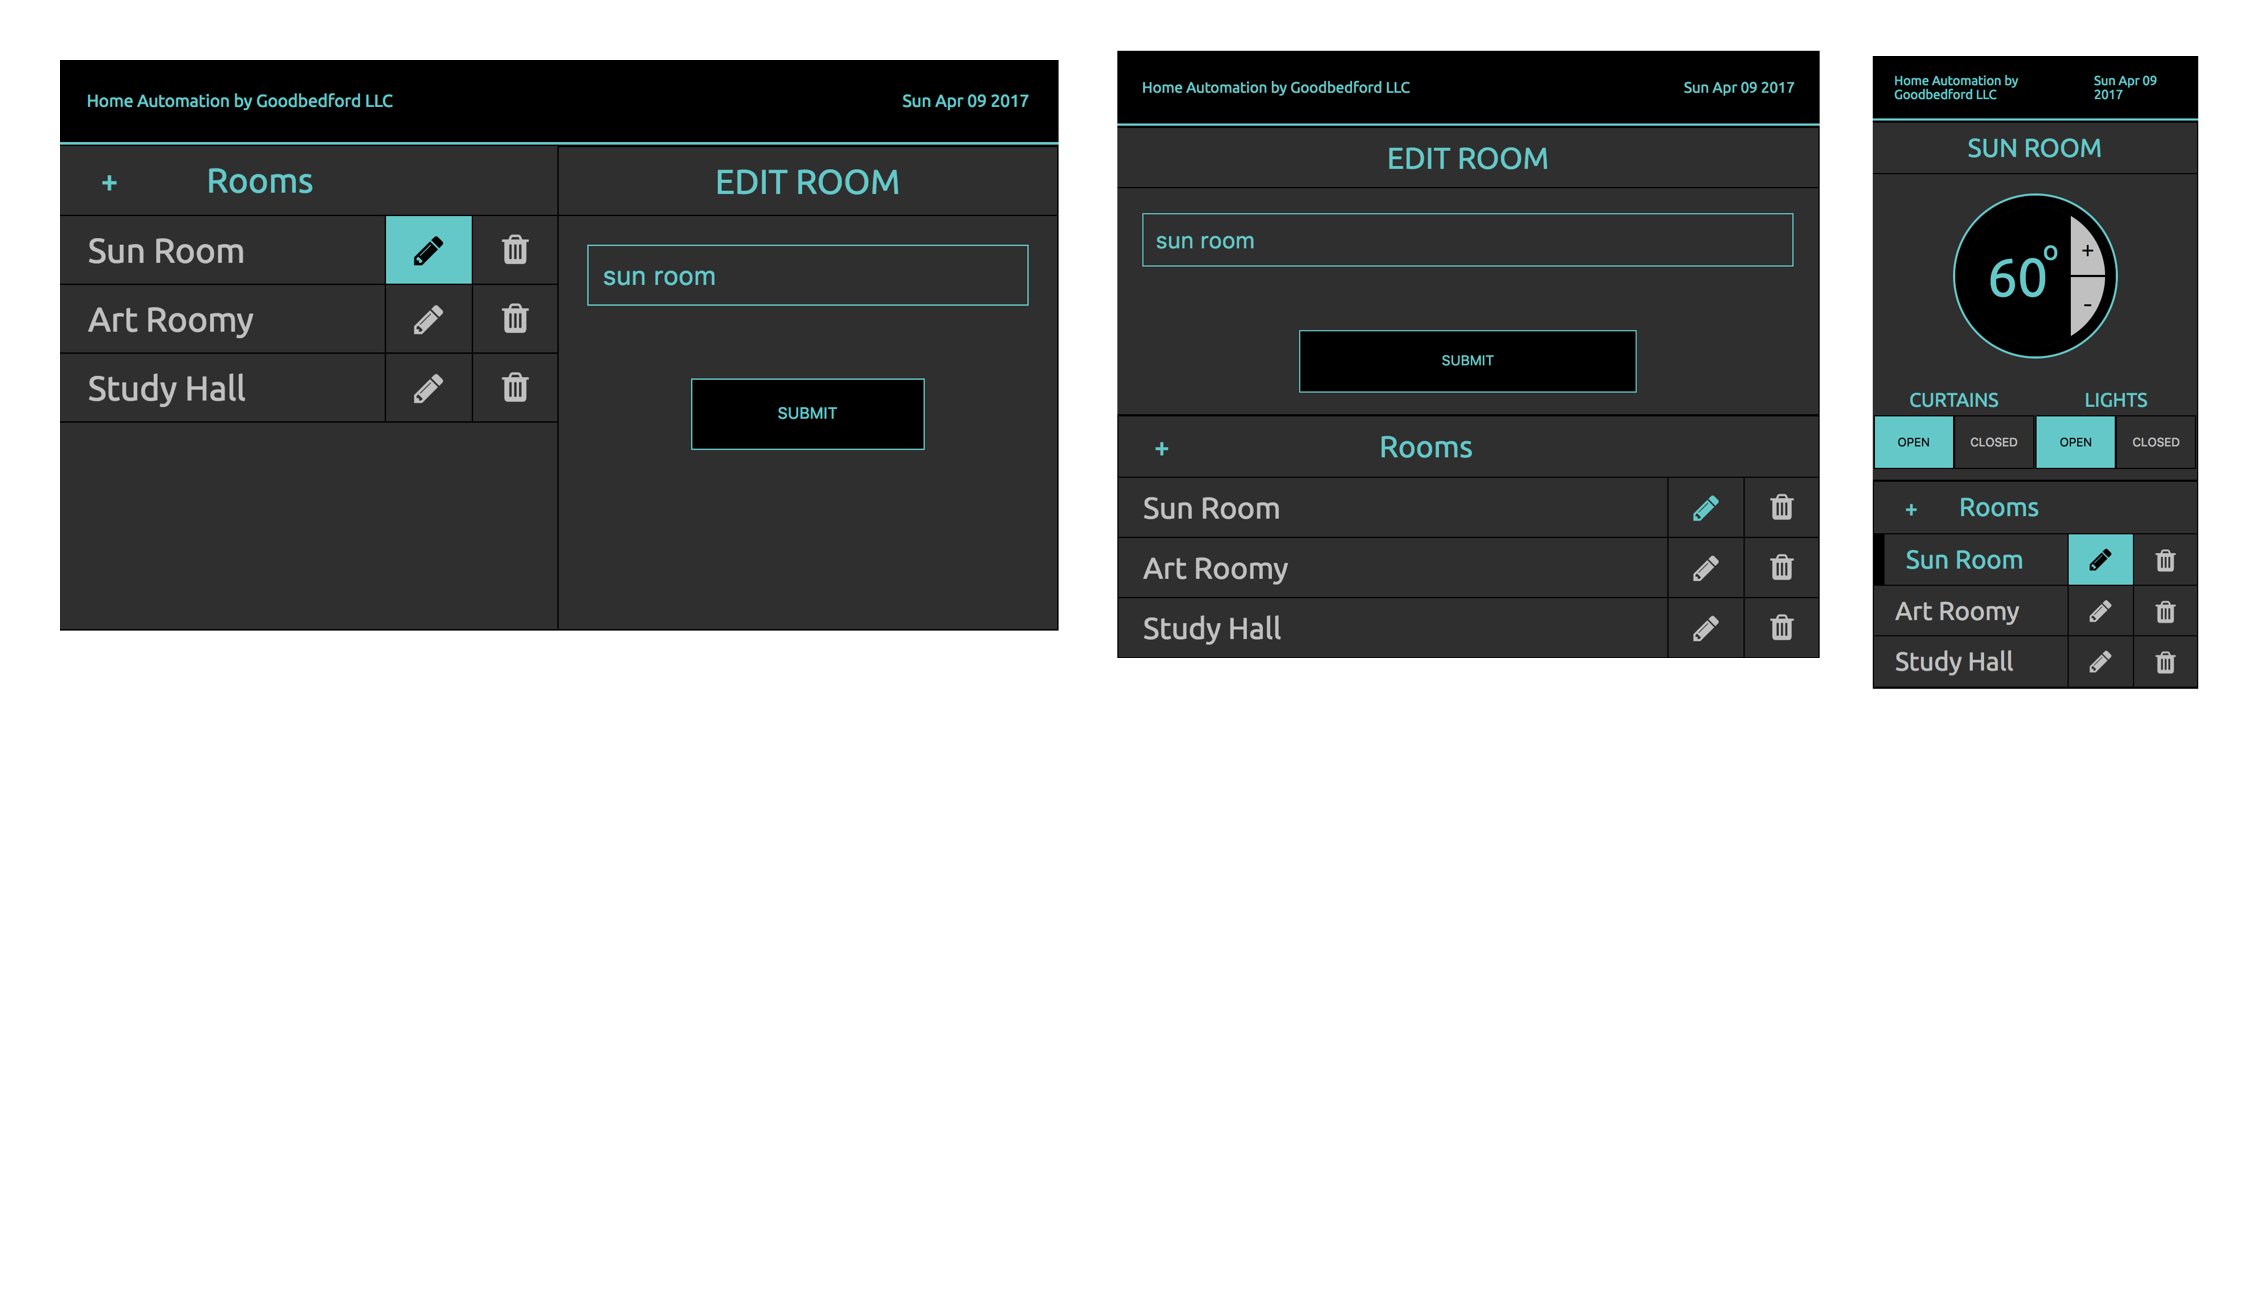 Home Automation by Goodbedford LLC
Sun Apr 09 2017
+ Rooms
Sun Room
Art Roomy
Study Hall
EDIT ROOM
sun room
SUBMIT
Home Automation by Goodbedford LLC
Sun Apr 09 2017
EDIT ROOM
sun room
SUBMIT
+ Rooms
Sun Room
Art Roomy
Study Hall
Home Automation by
Goodbedford LLC
Sun Apr 09
2017
SUN ROOM
60°
+
-
CURTAINS LIGHTS
OPEN CLOSED OPEN CLOSED
+ Rooms
Sun Room
Art Roomy
Study Hall